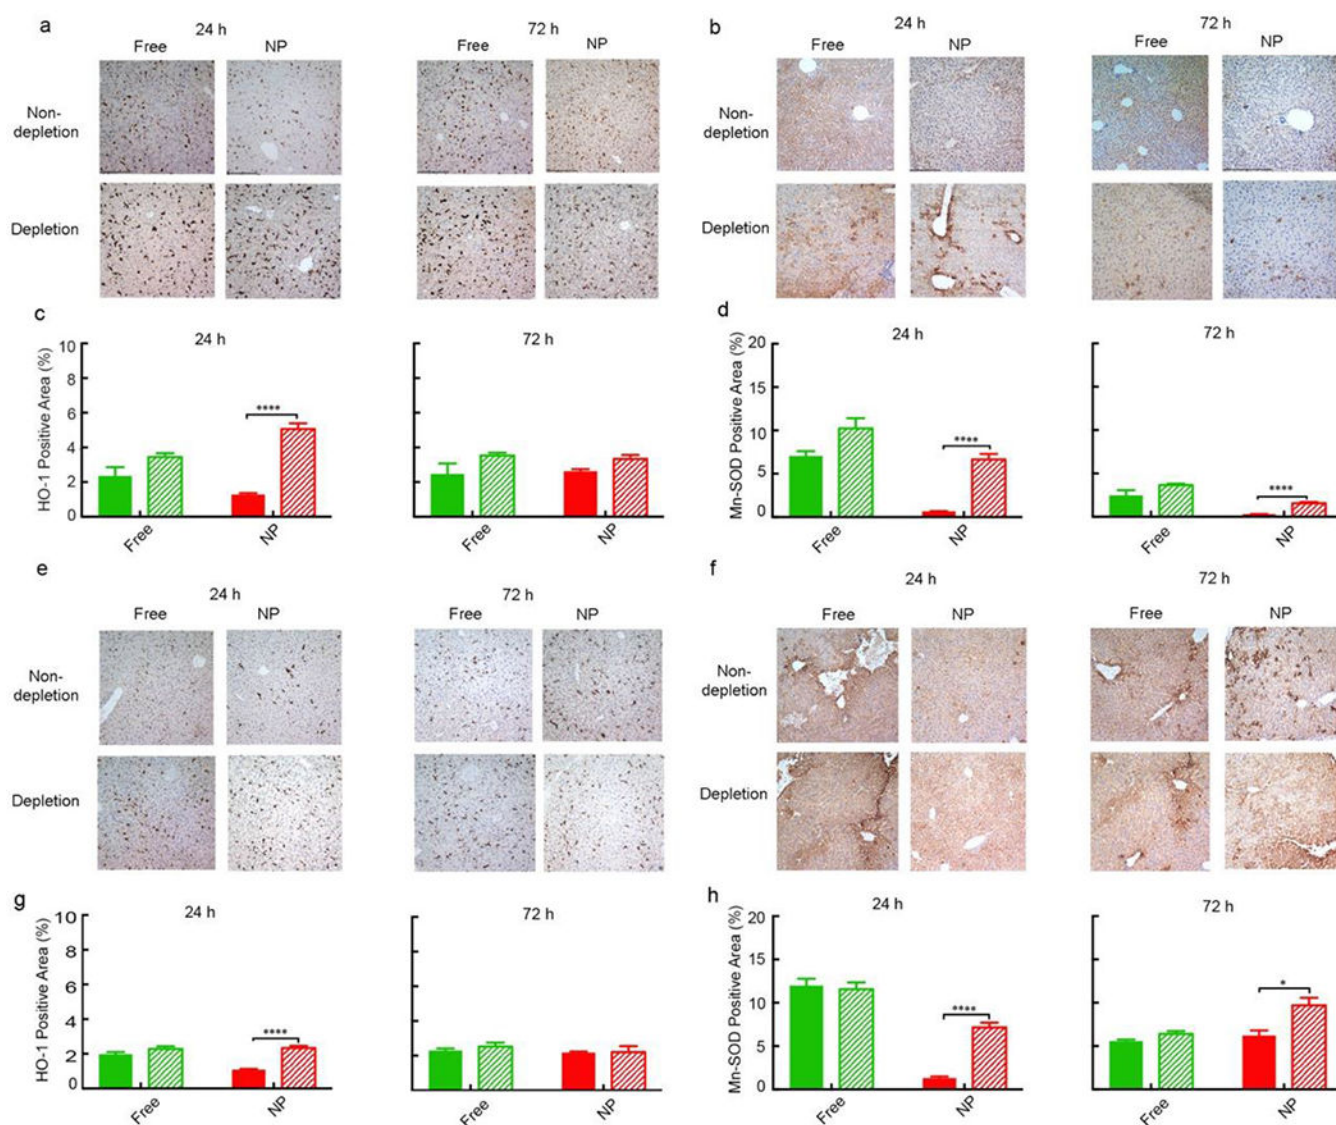 a
24 h
72 h
Free
NP
Free
NP
Non-
depletion
Depletion
b
24 h
72 h
Free
NP
Free
NP
Non-
depletion
Depletion
c
24 h
72 h
HO-1 Positive Area (%)
10
8
6
4
2
0
****
Free
NP
Free
NP
d
24 h
72 h
Mn-SOD Positive Area (%)
20
15
10
5
0
****
****
Free
NP
Free
NP
e
24 h
72 h
Free
NP
Free
NP
Non-
depletion
Depletion
f
24 h
72 h
Free
NP
Free
NP
Non-
depletion
Depletion
g
24 h
72 h
HO-1 Positive Area (%)
10
8
6
4
2
0
****
Free
NP
Free
NP
h
24 h
72 h
Mn-SOD Positive Area (%)
20
15
10
5
0
****
*
Free
NP
Free
NP